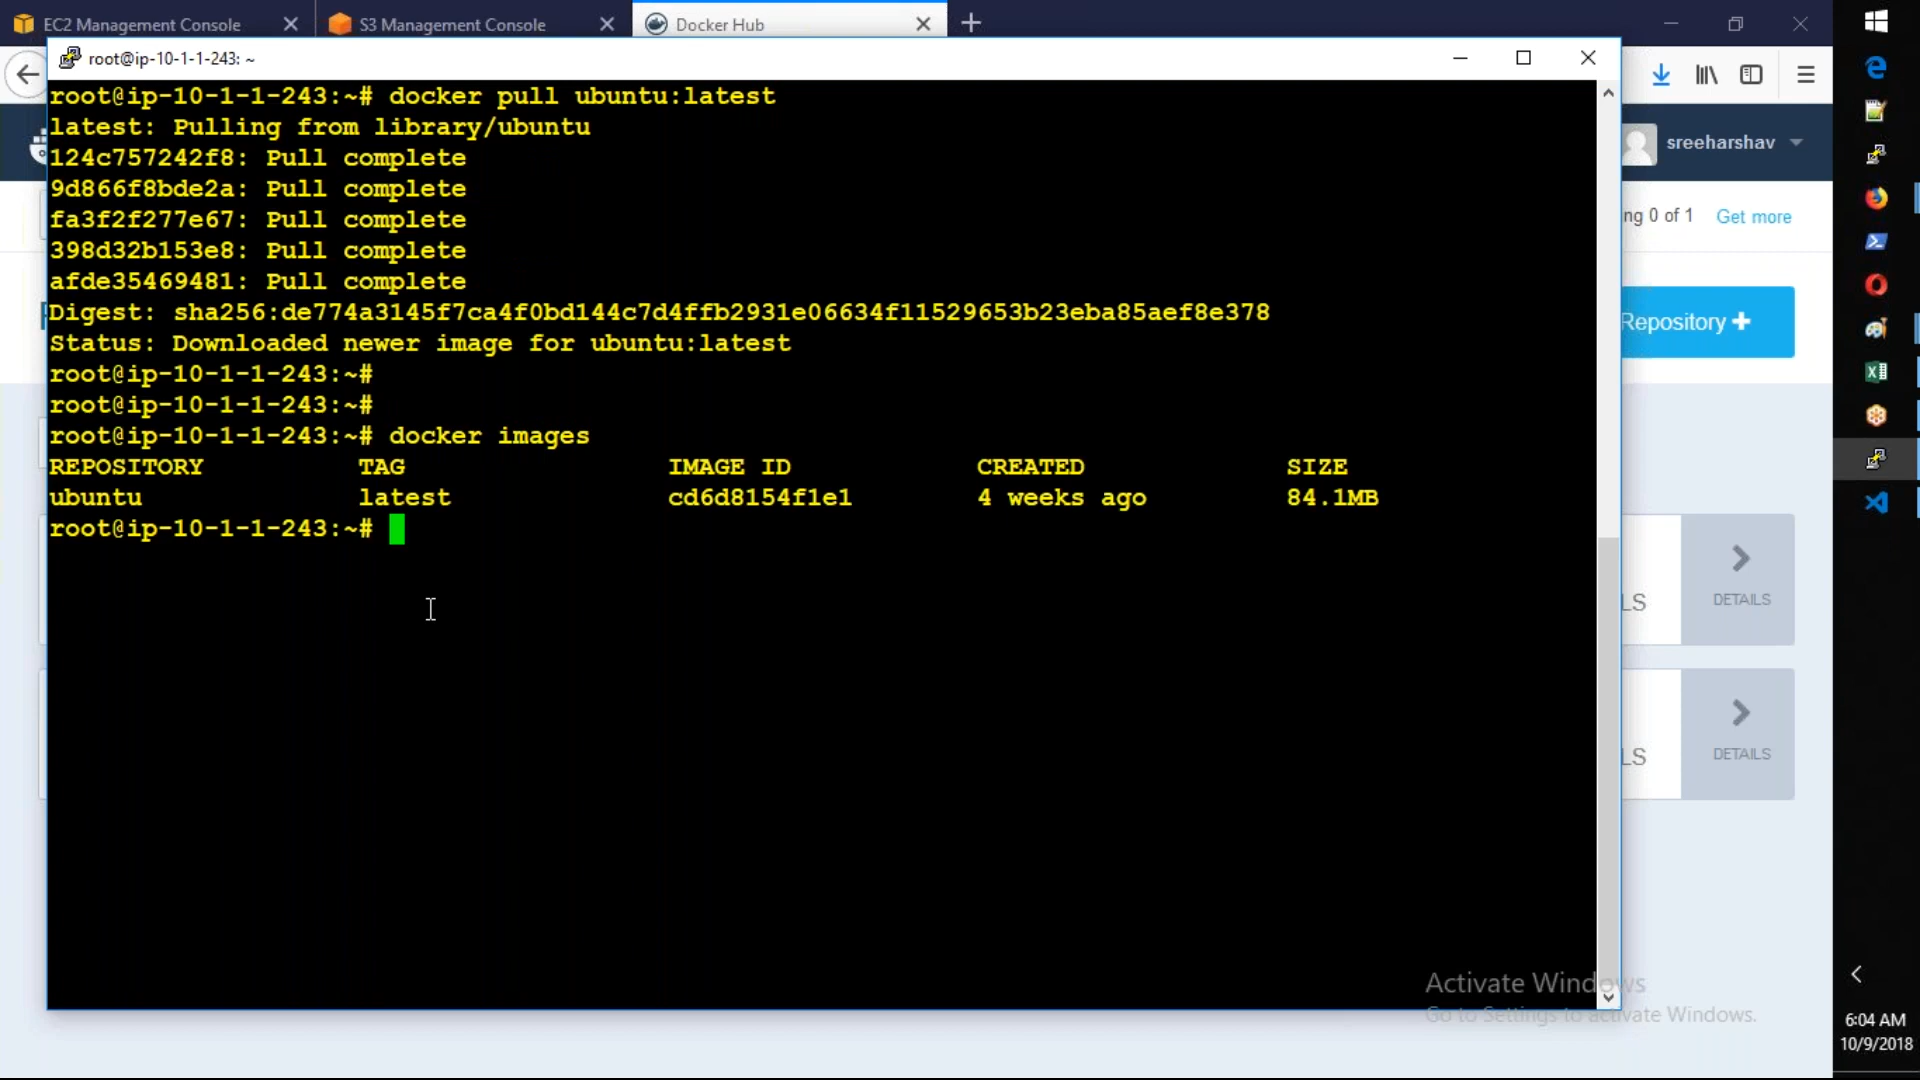 EC2 Management Console
S3 Management Console
Docker Hub
root@ip-10-1-1-243: ~
root@ip-10-1-1-243:~# docker pull ubuntu:latest
latest: Pulling from library/ubuntu
124c757242f8: Pull complete
9d866f8bde2a: Pull complete
fa3f2f277e67: Pull complete
398d32b153e8: Pull complete
afde35469481: Pull complete
Digest: sha256:de774a3145f7ca4f0bd144c7d4ffb2931e06634f11529653b23eba85aef8e378
Status: Downloaded newer image for ubuntu:latest
root@ip-10-1-1-243:~#
root@ip-10-1-1-243:~#
root@ip-10-1-1-243:~# docker images
REPOSITORY TAG IMAGE ID CREATED SIZE
ubuntu latest cd6d8154f1e1 4 weeks ago 84.1MB
root@ip-10-1-1-243:~#
sreeharshav
ng 0 of 1 Get more
Repository +
LS
DETAILS
LS
DETAILS
Activate Windows
Go to Settings to activate Windows.
6:04 AM
10/9/2018